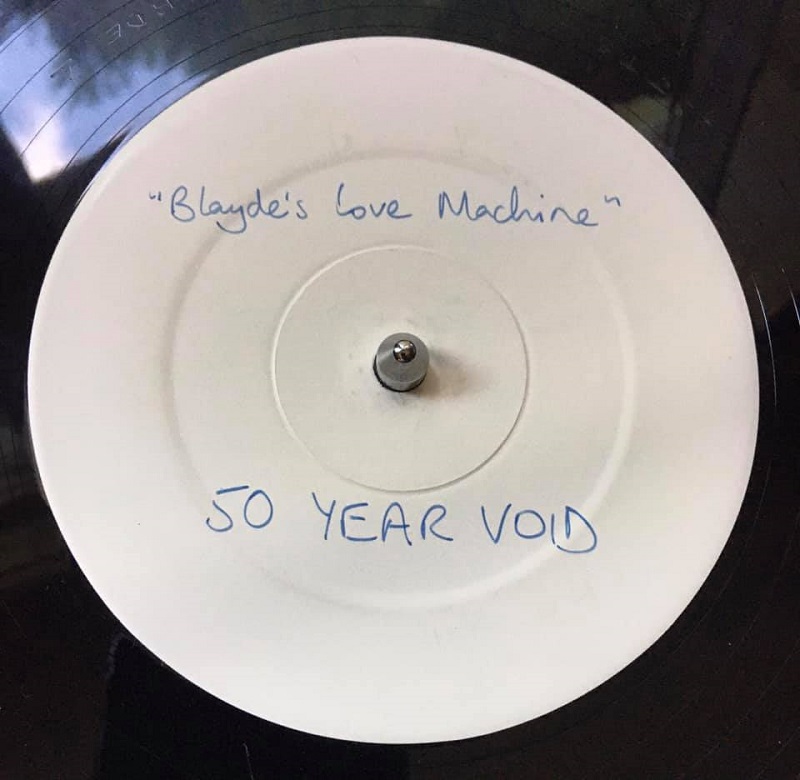 "Blayde's Love Machine"
50 YEAR VOID